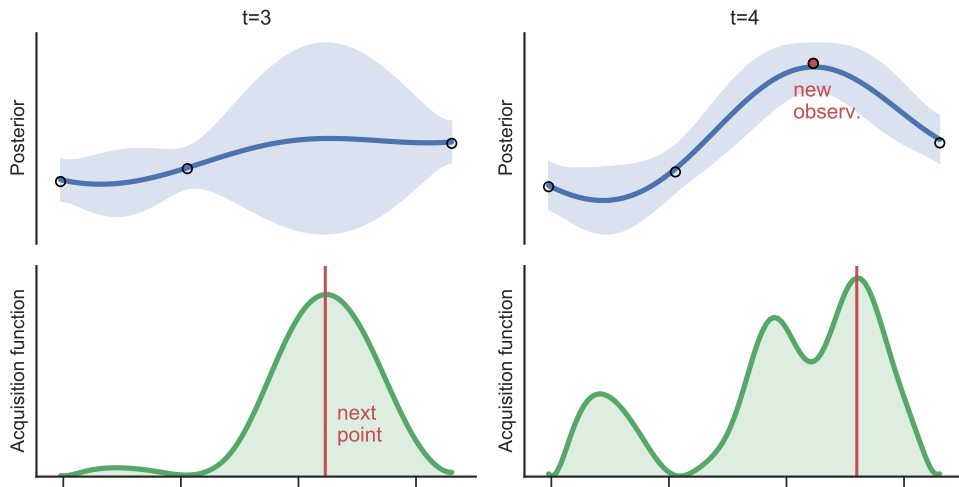 t=3
t=4
Posterior
Posterior
new
observ.
Acquisition function
next
point
Acquisition function